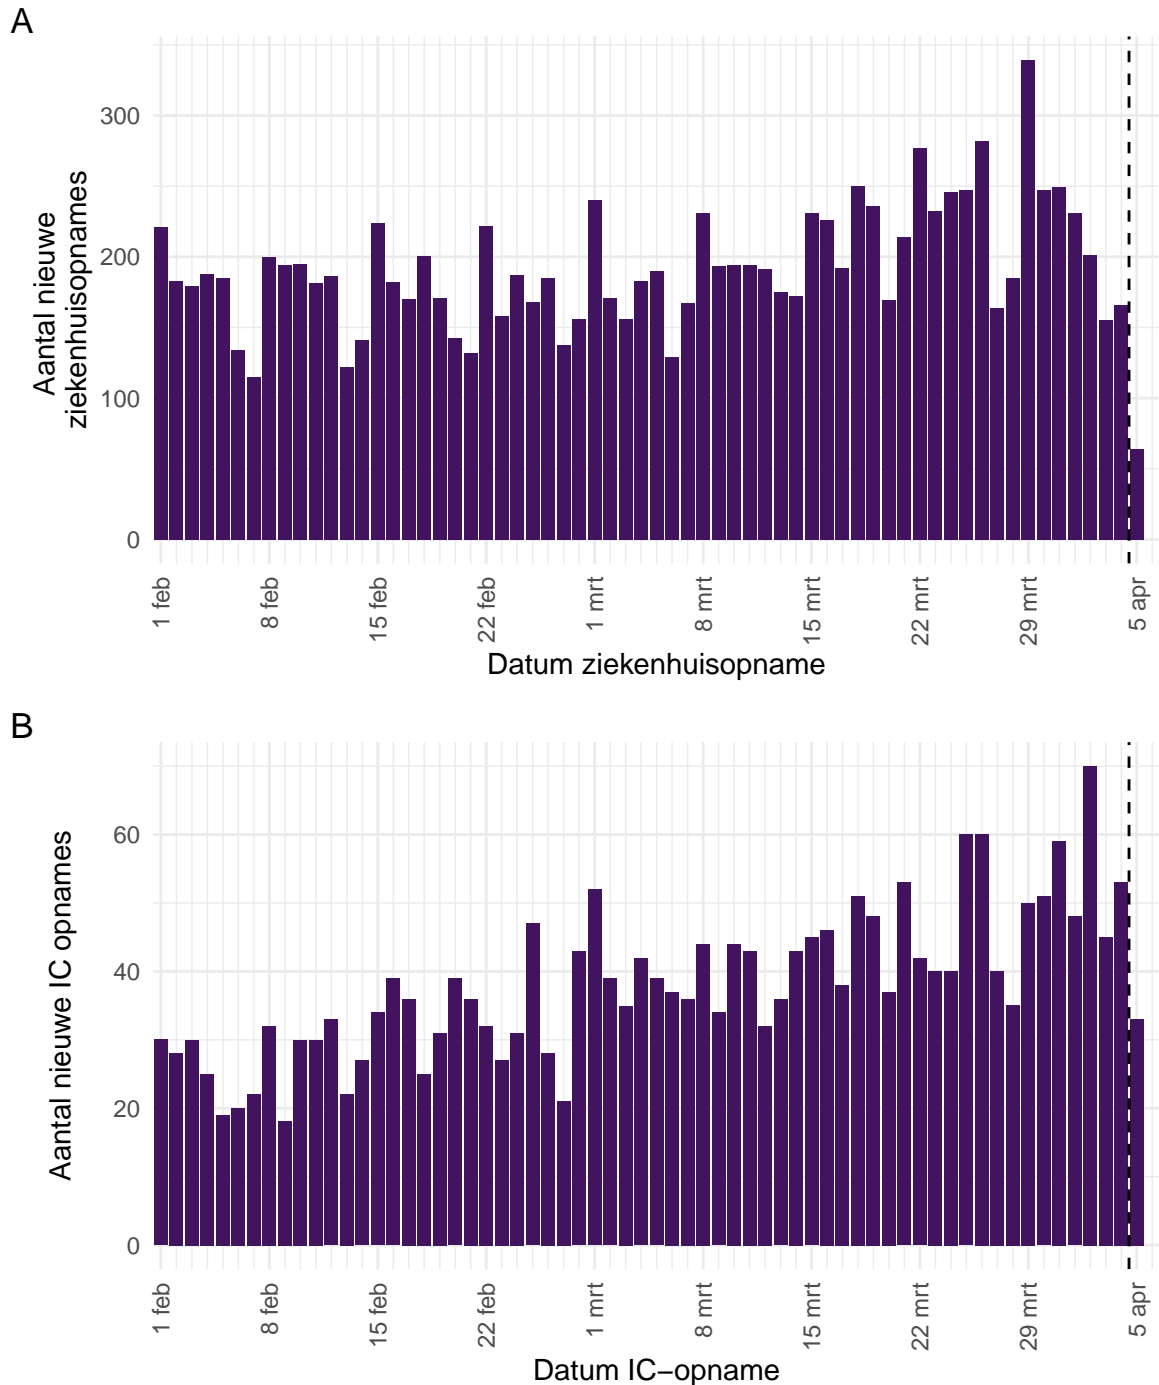 A
Aantal nieuwe
ziekenhuisopnames
300
200
100
0
1 feb
8 feb
15 feb
22 feb
1 mrt
8 mrt
15 mrt
22 mrt
29 mrt
5 apr
Datum ziekenhuisopname
B
Aantal nieuwe IC opnames
60
40
20
0
1 feb
8 feb
15 feb
22 feb
1 mrt
8 mrt
15 mrt
22 mrt
29 mrt
5 apr
Datum IC−opname